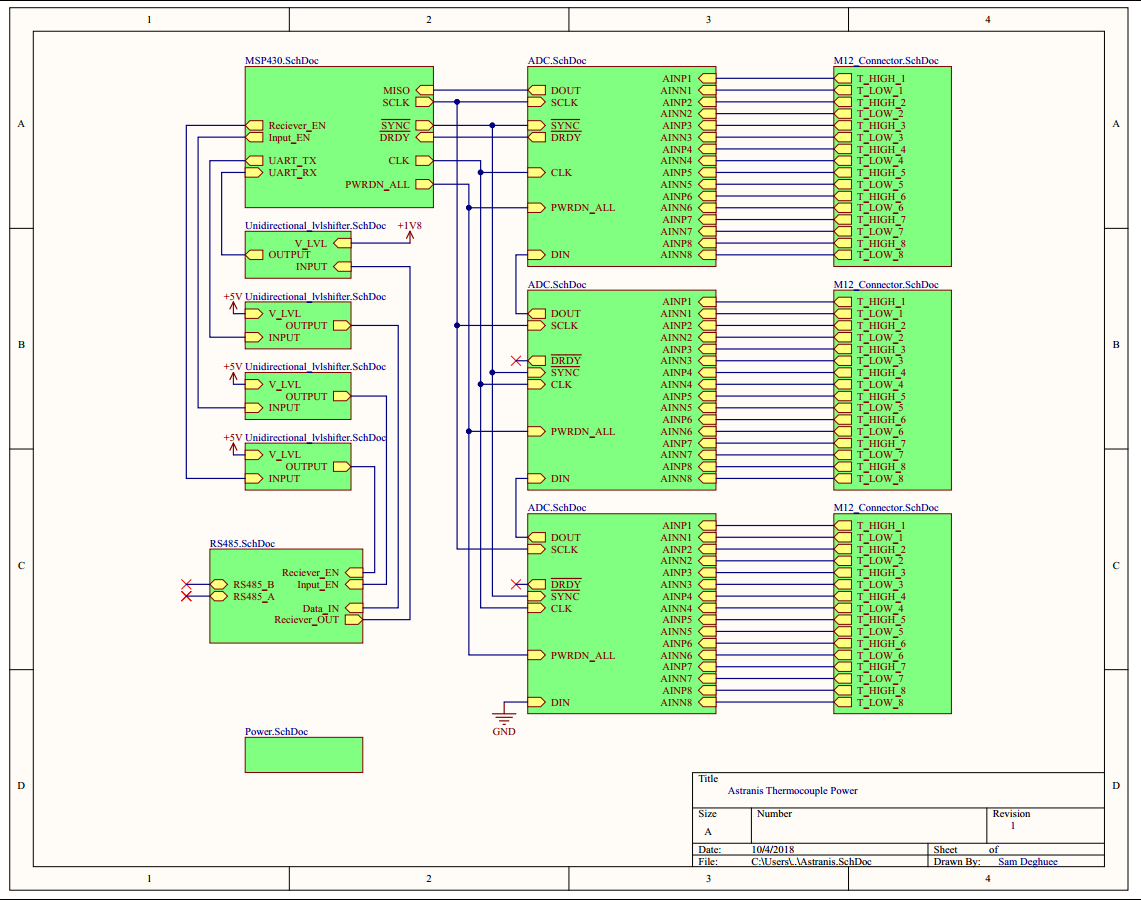 1 2 3 4
MSP430.SchDoc
MISO
SCLK
Reciever_EN SYNC
Input_EN DRDY
UART_TX CLK
UART_RX
PWRDN_ALL
Unidirectional_lvlshifter.SchDoc +1V8
V_LVL
OUTPUT
INPUT
+5V Unidirectional_lvlshifter.SchDoc
V_LVL
OUTPUT
INPUT
+5V Unidirectional_lvlshifter.SchDoc
V_LVL
OUTPUT
INPUT
+5V Unidirectional_lvlshifter.SchDoc
V_LVL
OUTPUT
INPUT
RS485.SchDoc
Reciever_EN
RS485_B Input_EN
RS485_A
Data_IN
Reciever_OUT
Power.SchDoc
ADC.SchDoc
AINP1
DOUT AINN1
SCLK AINP2
AINN2
SYNC AINP3
DRDY AINN3
AINP4
AINN4
CLK AINP5
AINN5
AINP6
PWRDN_ALL AINN6
AINP7
AINN7
AINP8
DIN AINN8
M12_Connector.SchDoc
T_HIGH_1
T_LOW_1
T_HIGH_2
T_LOW_2
T_HIGH_3
T_LOW_3
T_HIGH_4
T_LOW_4
T_HIGH_5
T_LOW_5
T_HIGH_6
T_LOW_6
T_HIGH_7
T_LOW_7
T_HIGH_8
T_LOW_8
ADC.SchDoc
AINP1
DOUT AINN1
SCLK AINP2
AINN2
AINP3
DRDY AINN3
SYNC AINP4
CLK AINN4
AINP5
AINN5
AINP6
PWRDN_ALL AINN6
AINP7
AINN7
AINP8
DIN AINN8
M12_Connector.SchDoc
T_HIGH_1
T_LOW_1
T_HIGH_2
T_LOW_2
T_HIGH_3
T_LOW_3
T_HIGH_4
T_LOW_4
T_HIGH_5
T_LOW_5
T_HIGH_6
T_LOW_6
T_HIGH_7
T_LOW_7
T_HIGH_8
T_LOW_8
ADC.SchDoc
AINP1
DOUT AINN1
SCLK AINP2
AINN2
AINP3
DRDY AINN3
SYNC AINP4
CLK AINN4
AINP5
AINN5
AINP6
PWRDN_ALL AINN6
AINP7
AINN7
AINP8
DIN AINN8
GND
M12_Connector.SchDoc
T_HIGH_1
T_LOW_1
T_HIGH_2
T_LOW_2
T_HIGH_3
T_LOW_3
T_HIGH_4
T_LOW_4
T_HIGH_5
T_LOW_5
T_HIGH_6
T_LOW_6
T_HIGH_7
T_LOW_7
T_HIGH_8
T_LOW_8
A A
B B
C C
D D
Title
Astranis Thermocouple Power
Size Number Revision
A 1
Date: 10/4/2018 Sheet of
File: C:\Users\..\Astranis.SchDoc Drawn By: Sam Deghuee
1 2 3 4